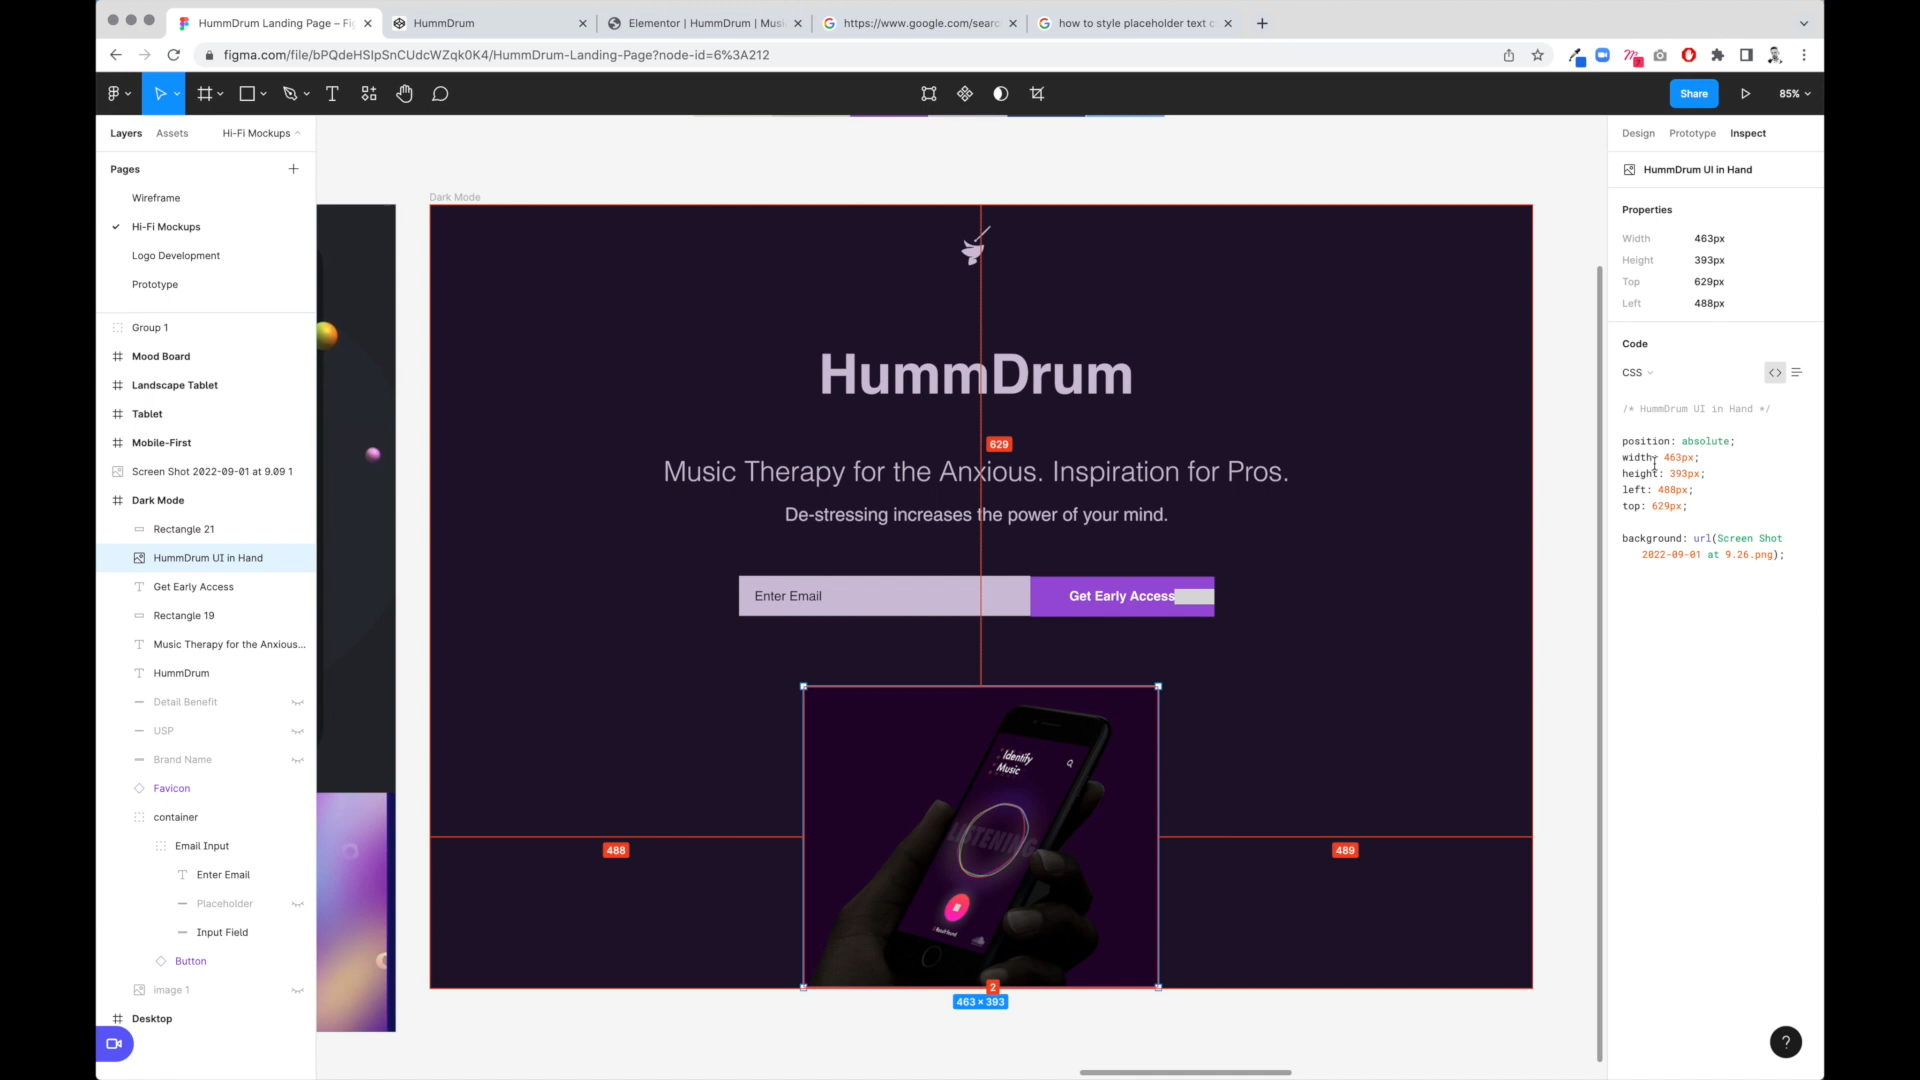 HummDrum Landing Page – Fig
HummDrum
Elementor | HummDrum | Musi
https://www.google.com/searc
how to style placeholder text c
figma.com/file/bPQdeHSIpSnCUdcWZqk0K4/HummDrum-Landing-Page?node-id=6%3A212
Share
85%
Layers
Assets
Hi-Fi Mockups
Pages
Wireframe
Hi-Fi Mockups
Logo Development
Prototype
Group 1
Mood Board
Landscape Tablet
Tablet
Mobile-First
Screen Shot 2022-09-01 at 9.09 1
Dark Mode
Rectangle 21
HummDrum UI in Hand
Get Early Access
Rectangle 19
Music Therapy for the Anxious...
HummDrum
Detail Benefit
USP
Brand Name
Favicon
container
Email Input
Enter Email
Placeholder
Input Field
Button
image 1
Desktop
Dark Mode
HummDrum
629
Music Therapy for the Anxious. Inspiration for Pros.
De-stressing increases the power of your mind.
Enter Email
Get Early Access
Identify
Music
LISTENING
488
489
2
463 × 393
Design
Prototype
Inspect
HummDrum UI in Hand
Properties
Width 463px
Height 393px
Top 629px
Left 488px
Code
CSS
/* HummDrum UI in Hand */
position: absolute;
width: 463px;
height: 393px;
left: 488px;
top: 629px;
background: url(Screen Shot
2022-09-01 at 9.26.png);
?